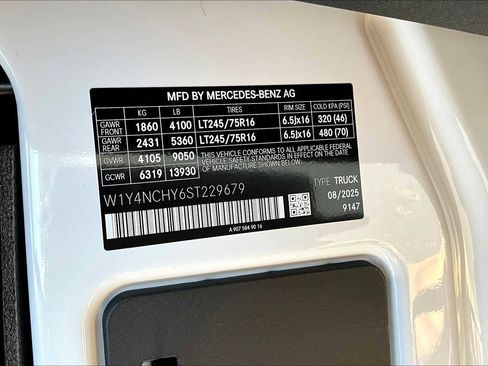 MFD BY MERCEDES-BENZ AG
KG LB TIRES RIM SIZE COLD KPA (PSI)
GAWR FRONT 1860 4100 LT245/75R16 6.5Jx16 320 (46)
GAWR REAR 2431 5360 LT245/75R16 6.5Jx16 480 (70)
GVWR 4105 9050 THIS VEHICLE CONFORMS TO ALL APPLICABLE FEDERAL MOTOR
GCWR 6319 13930 VEHICLE SAFETY STANDARDS IN EFFECT ON THE DATE OF MANUFACTURE SHOWN
W1Y4NCHY6ST229679
TYPE TRUCK
08/2025
9147
A 907 584 90 16